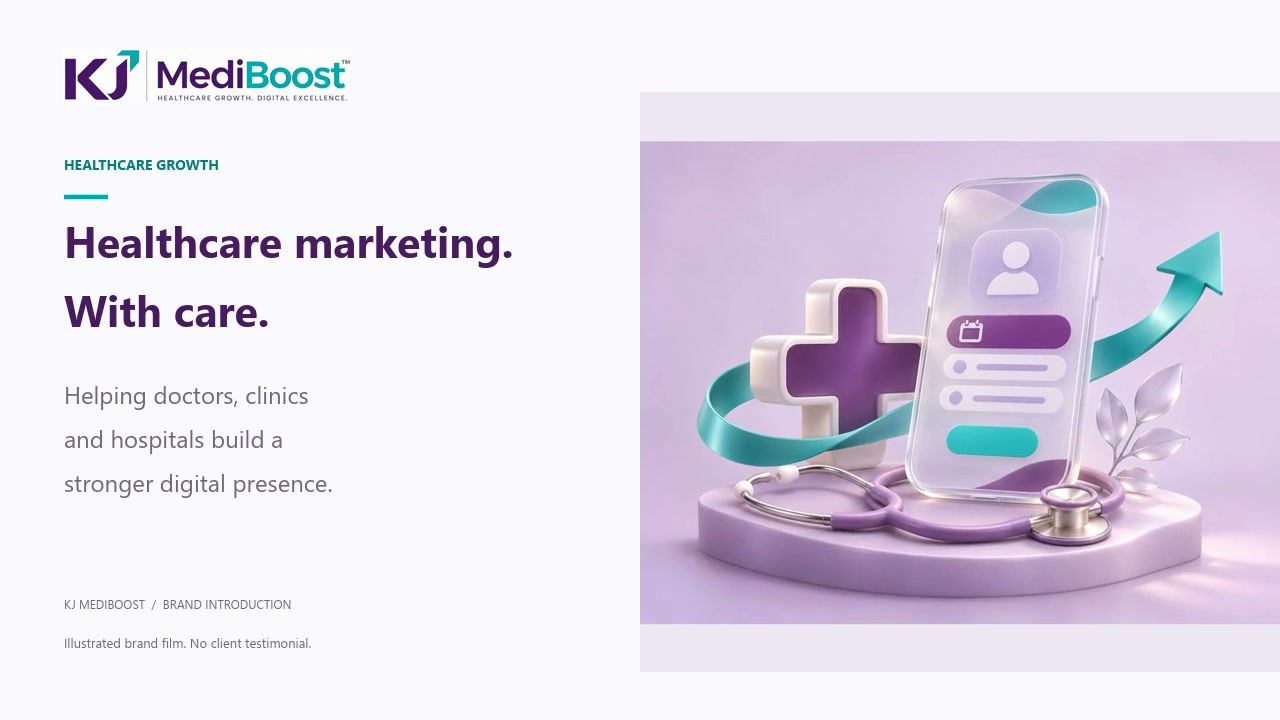 KJ MediBoost™
HEALTHCARE GROWTH. DIGITAL EXCELLENCE.
HEALTHCARE GROWTH
Healthcare marketing.
With care.
Helping doctors, clinics
and hospitals build a
stronger digital presence.
KJ MEDIBOOST / BRAND INTRODUCTION
Illustrated brand film. No client testimonial.